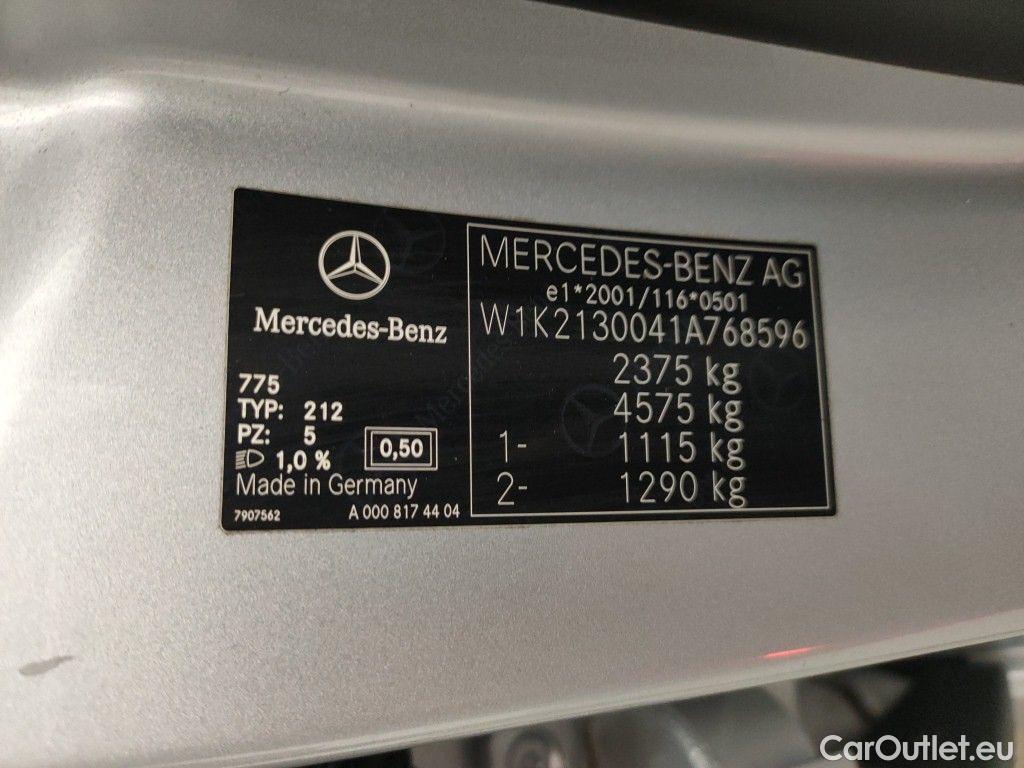 Mercedes-Benz
775
TYP: 212
PZ: 5
1,0 %
0,50
Made in Germany
7907562
A 000 817 44 04
MERCEDES-BENZ AG
e1*2001/116*0501
W1K2130041A768596
2375 kg
4575 kg
1- 1115 kg
2- 1290 kg
CarOutlet.eu